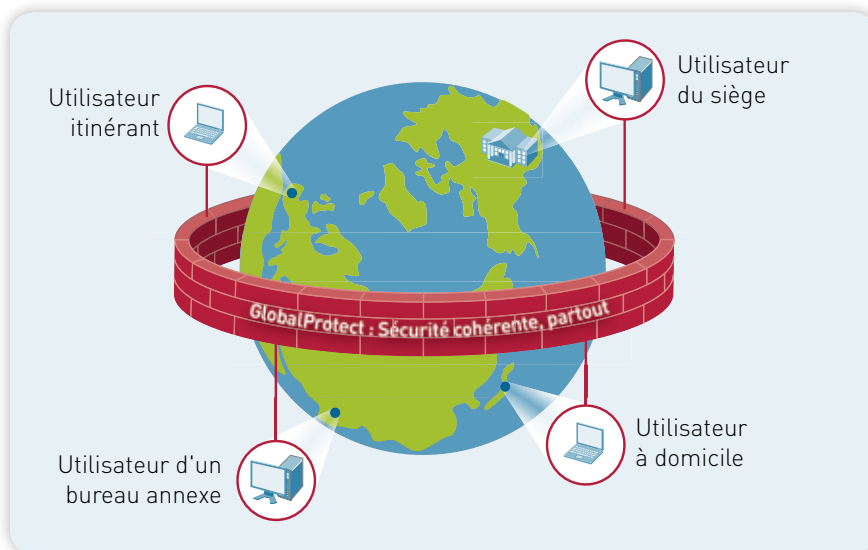 Utilisateur
itinérant
Utilisateur
du siège
GlobalProtect : Sécurité cohérente, partout
Utilisateur d'un
bureau annexe
Utilisateur
à domicile